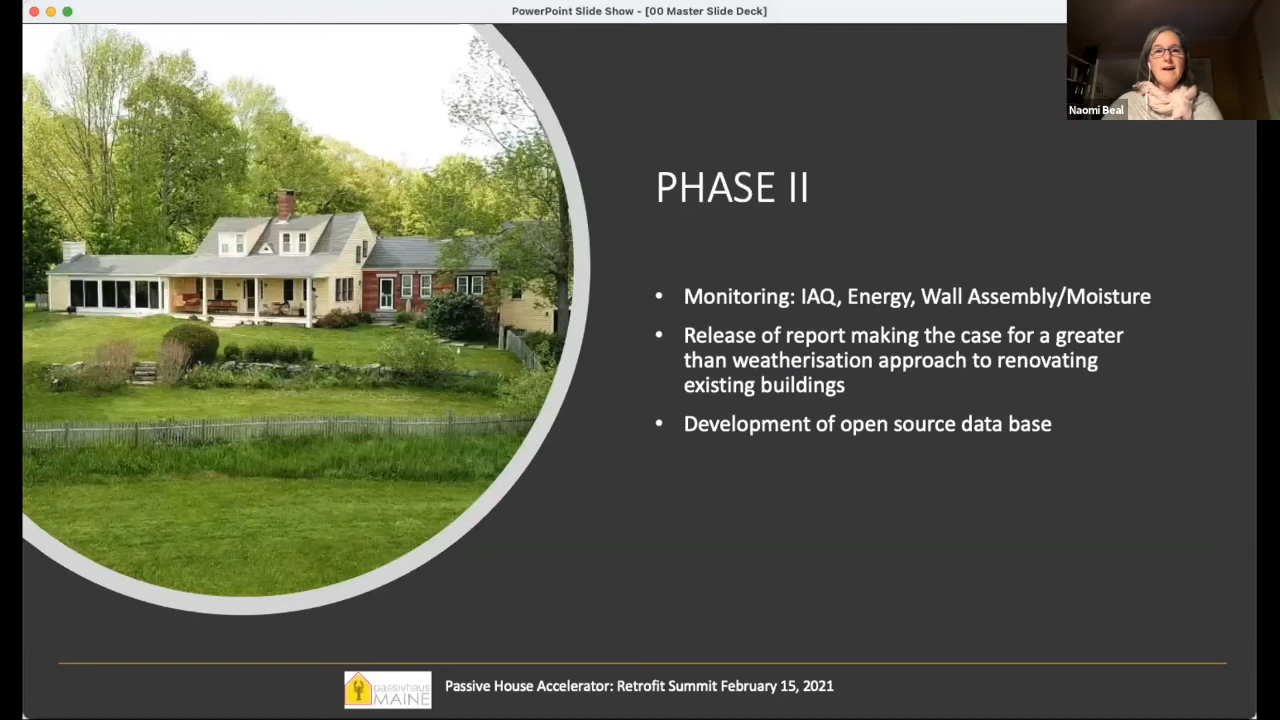 PowerPoint Slide Show - [00 Master Slide Deck]
Naomi Beal
PHASE II
• Monitoring: IAQ, Energy, Wall Assembly/Moisture
• Release of report making the case for a greater
than weatherisation approach to renovating
existing buildings
• Development of open source data base
passivhaus
MAINE
Passive House Accelerator: Retrofit Summit February 15, 2021